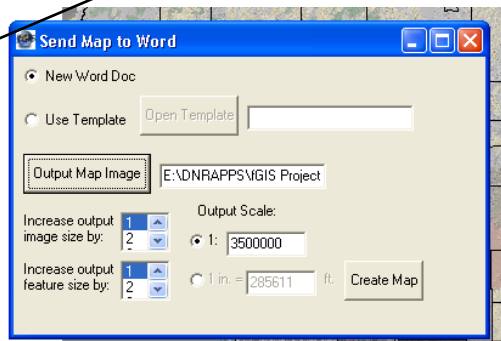 Send Map to Word
New Word Doc
Use Template Open Template
Output Map Image E:\DNRAPPS\fGIS Project
Increase output image size by: 1 2
Output Scale:
1: 3500000
Increase output feature size by: 1 2
1 in. = 285611 ft. Create Map